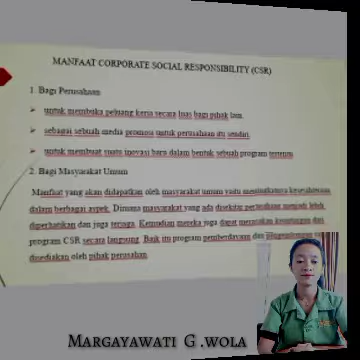 MANFAAT CORPORATE SOCIAL RESPONSIBILITY (CSR)
1. Bagi Perusahaan
➢ untuk membuka peluang kerja secara luas bagi pihak lain.
➢ sebagai sebuah media promosi untuk perusahaan itu sendiri.
➢ untuk membuat suatu inovasi baru dalam bentuk sebuah program tertentu.
2. Bagi Masyarakat Umum
Manfaat yang akan didapatkan oleh masyarakat umum yaitu meningkatnya kesejahteraan
dalam berbagai aspek. Dimana masyarakat yang ada disekitar perusahaan menjadi lebih
diperhatikan dan juga terjaga. Kemudian mereka juga dapat merasakan keuntungan dari
program CSR secara langsung. Baik itu program pemberdayaan dan pengembangan
disediakan oleh pihak perusahan.
MARGAYAWATI G .WOLA